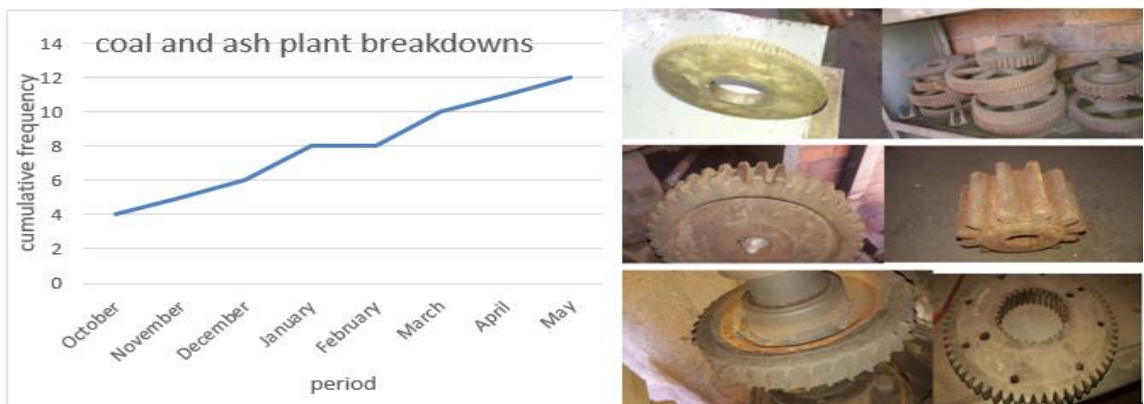 coal and ash plant breakdowns
14
12
10
8
6
4
2
0
cumulative frequency
October
November
December
January
February
March
April
May
period